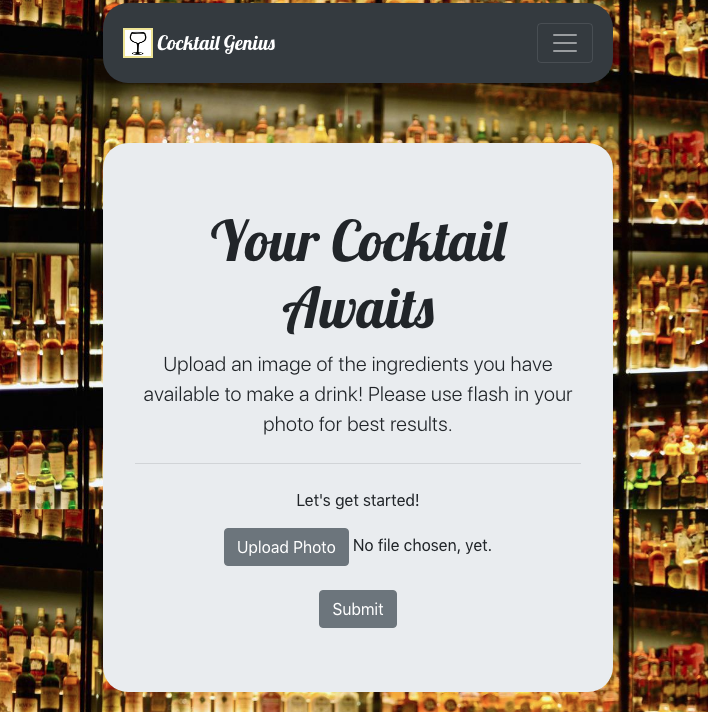 Cocktail Genius
Your Cocktail
Awaits
Upload an image of the ingredients you have
available to make a drink! Please use flash in your
photo for best results.
Let's get started!
Upload Photo No file chosen, yet.
Submit